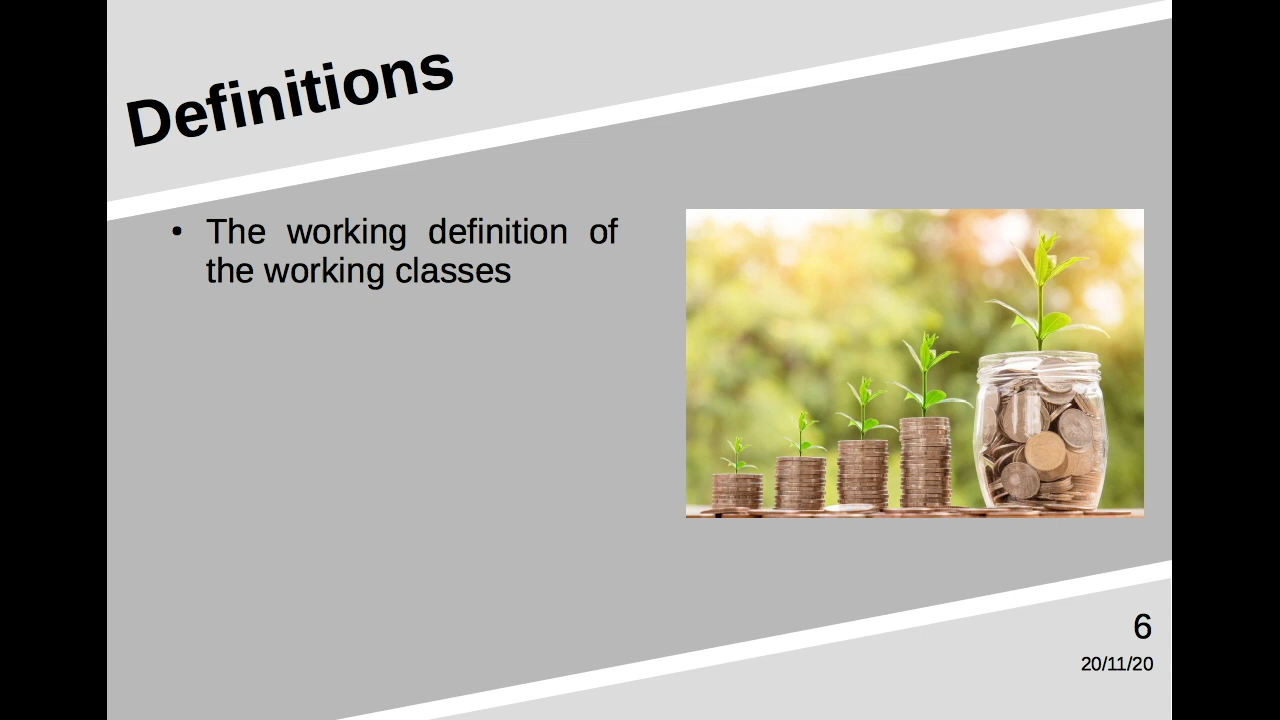 Definitions
• The working definition of
the working classes
6
20/11/20